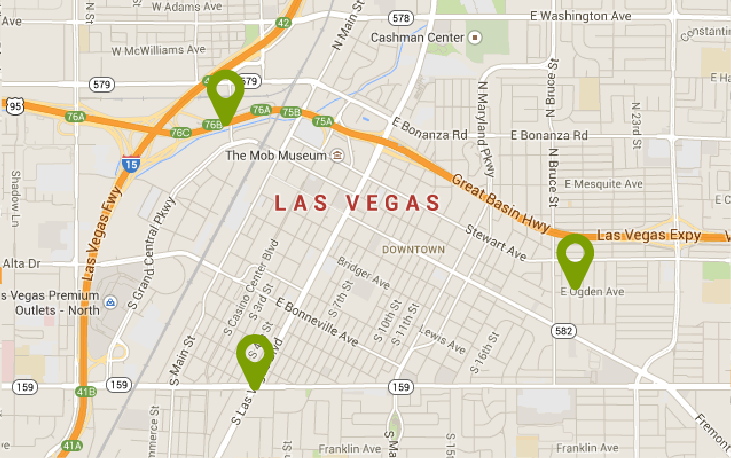 W Adams Ave
42
N Main St
578
E Washington Ave
W McWilliams Ave
Cashman Center
Constantin
579
579
N Maryland Pkwy
N Bruce St
N 23rd St
95
76A
76B
76A
75B
75A
76C
E Bonanza Rd
E Bonanza Rd
The Mob Museum
15
Shadow Ln
E Mesquite Ave
Great Basin Hwy
LAS VEGAS
Las Vegas Fwy
S Grand Central Pkwy
Stewart Ave
Las Vegas Expy
DOWNTOWN
Alta Dr
Bridger Ave
E Ogden Ave
s Vegas Premium
Outlets - North
S Casino Center Blvd
S 3rd St
S 7th St
E Bonneville Ave
S 10th St
S 11th St
Lewis Ave
S 16th St
582
S Main St
159
159
159
41B
S Las V
vd
Fremont
merce St
41A
Franklin Ave
S Ma
S 15
Franklin Ave